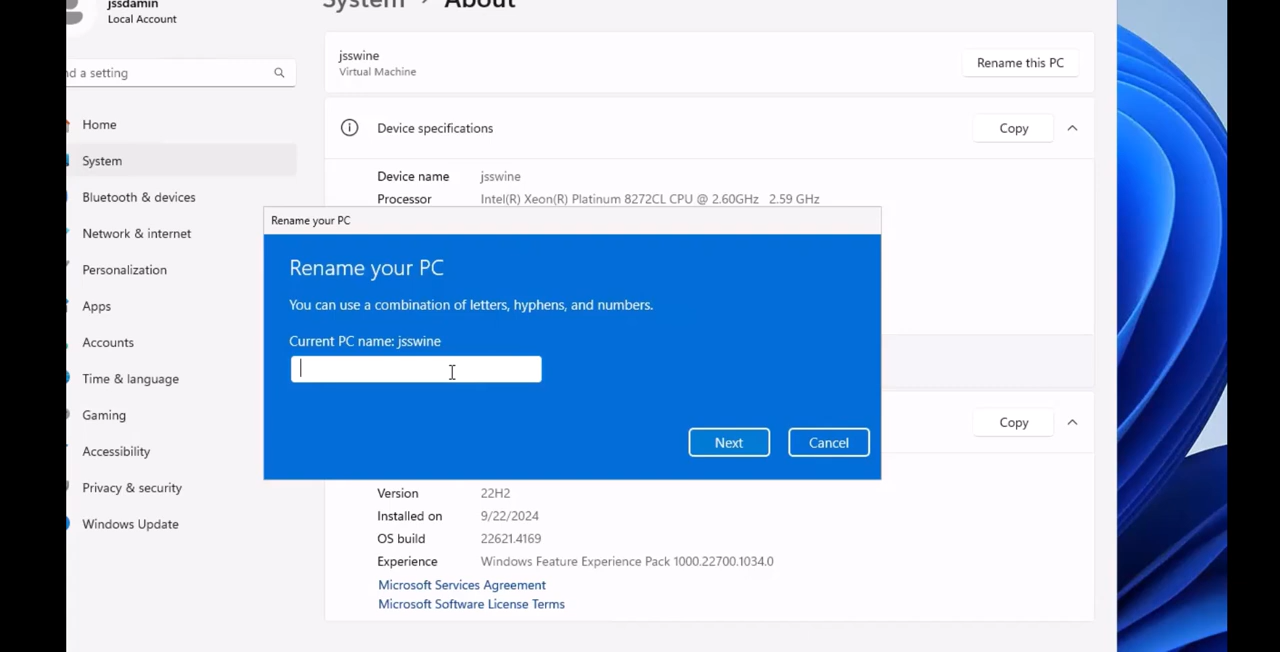 jssdamin
Local Account
System > About
nd a setting
Home
System
Bluetooth & devices
Network & internet
Personalization
Apps
Accounts
Time & language
Gaming
Accessibility
Privacy & security
Windows Update
jsswine
Virtual Machine
Rename this PC
Device specifications
Copy
Device name jsswine
Processor Intel(R) Xeon(R) Platinum 8272CL CPU @ 2.60GHz 2.59 GHz
Rename your PC
Rename your PC
You can use a combination of letters, hyphens, and numbers.
Current PC name: jsswine
Next
Cancel
Copy
Version 22H2
Installed on 9/22/2024
OS build 22621.4169
Experience Windows Feature Experience Pack 1000.22700.1034.0
Microsoft Services Agreement
Microsoft Software License Terms